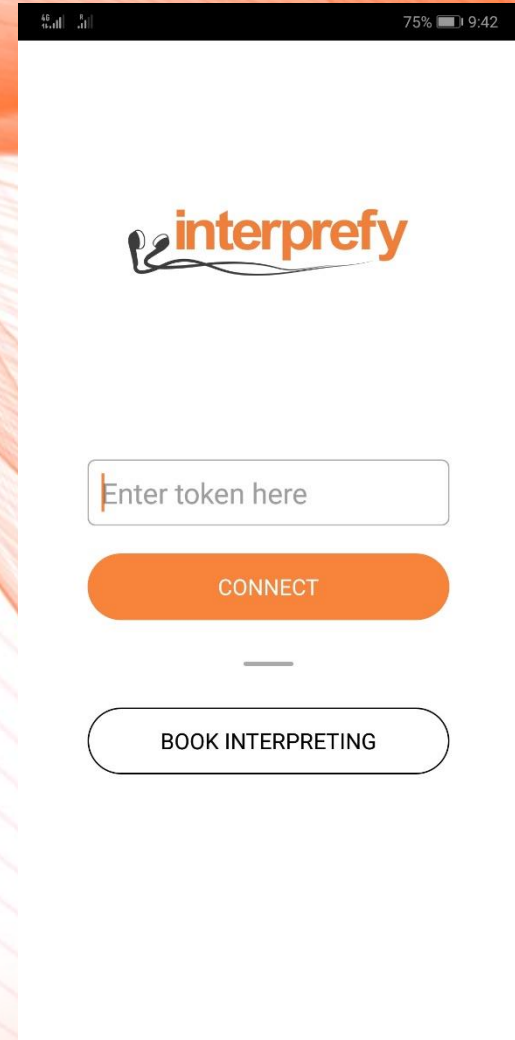 75% 9:42
interprefy
Enter token here
CONNECT
BOOK INTERPRETING